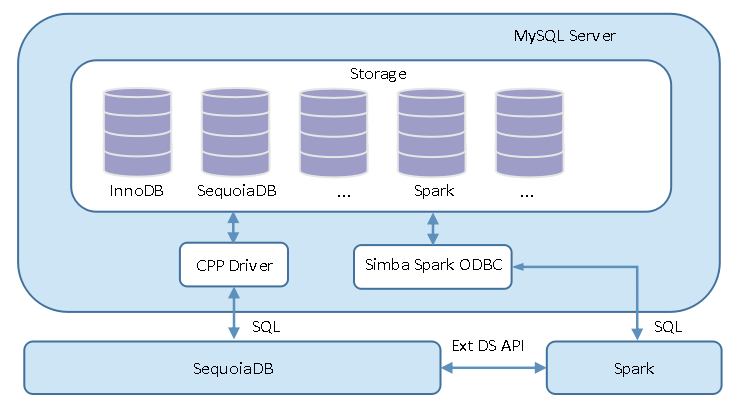 MySQL Server
Storage
InnoDB
SequoiaDB
...
Spark
...
CPP Driver
Simba Spark ODBC
SQL
SQL
Ext DS API
SequoiaDB
Spark